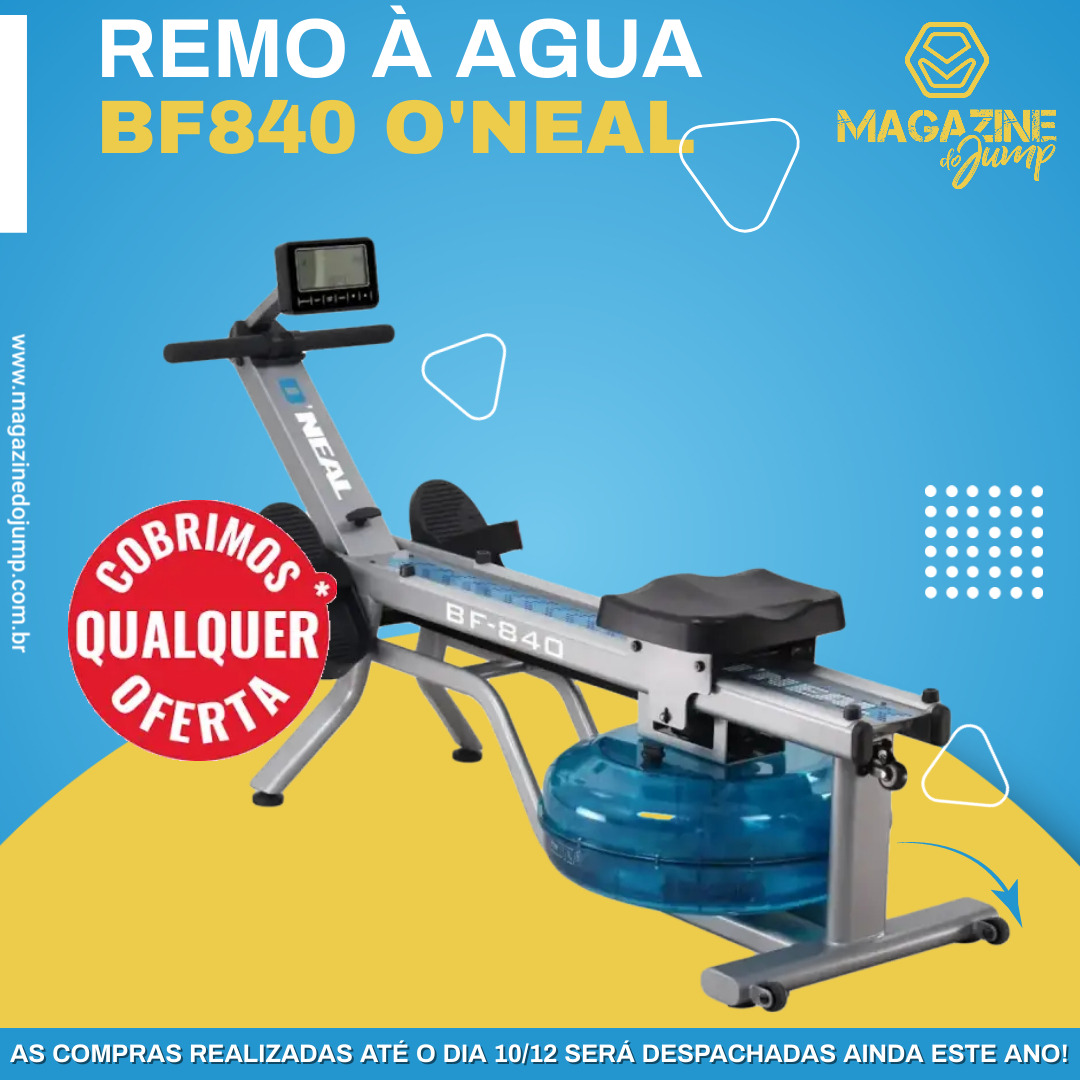 REMO À AGUA
BF840 O'NEAL
MAGAZINE
do Jump
www.magazinedojump.com.br
O'NEAL
COBRIMOS
QUALQUER*
OFERTA
BF-840
AS COMPRAS REALIZADAS ATÉ O DIA 10/12 SERÁ DESPACHADAS AINDA ESTE ANO!